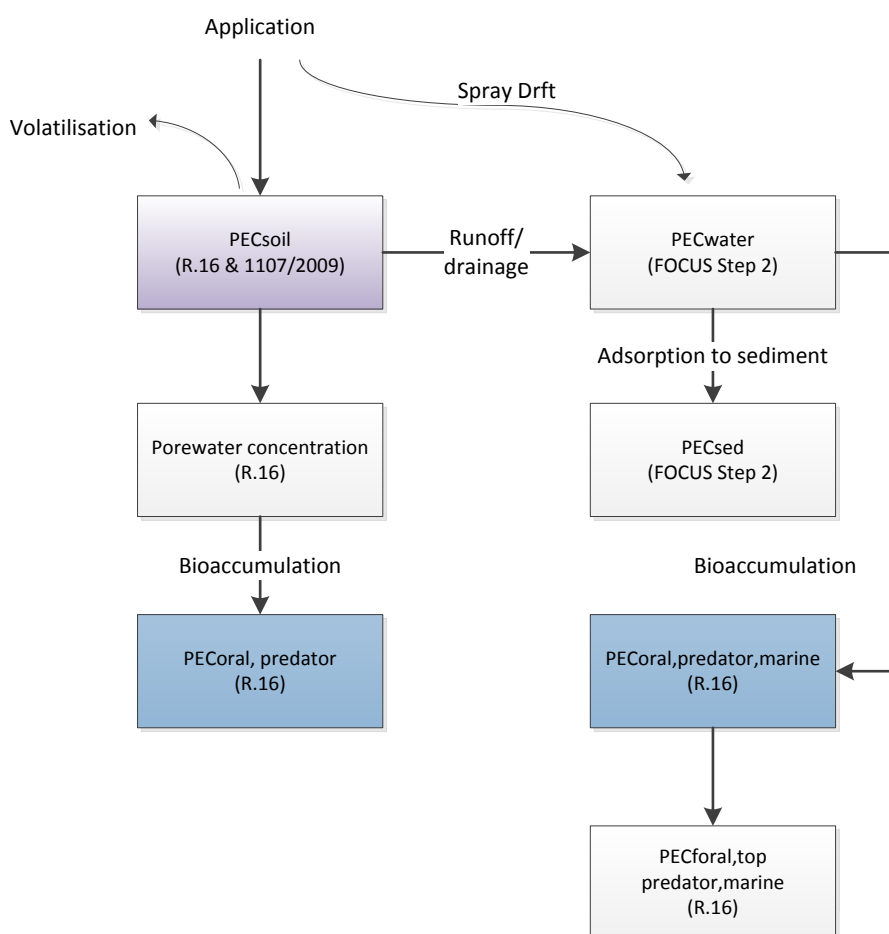 Application
Spray Drft
Volatilisation
PECsoil
(R.16 & 1107/2009)
Runoff/
drainage
PECwater
(FOCUS Step 2)
Adsorption to sediment
Porewater concentration
(R.16)
PECsed
(FOCUS Step 2)
Bioaccumulation
Bioaccumulation
PECoral, predator
(R.16)
PECoral,predator,marine
(R.16)
PECforal,top
predator,marine
(R.16)